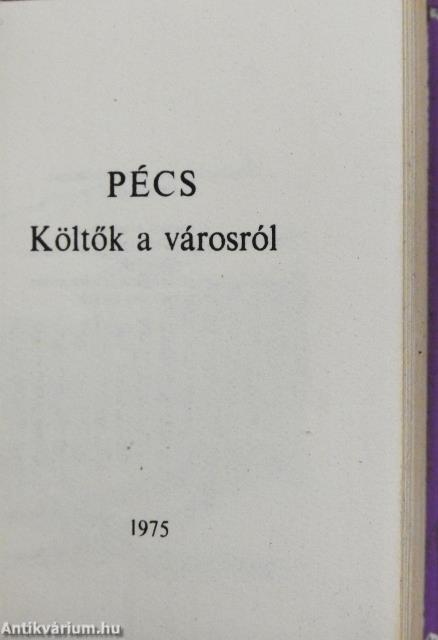 PÉCS
Költők a városról
1975
Antikvárium.hu